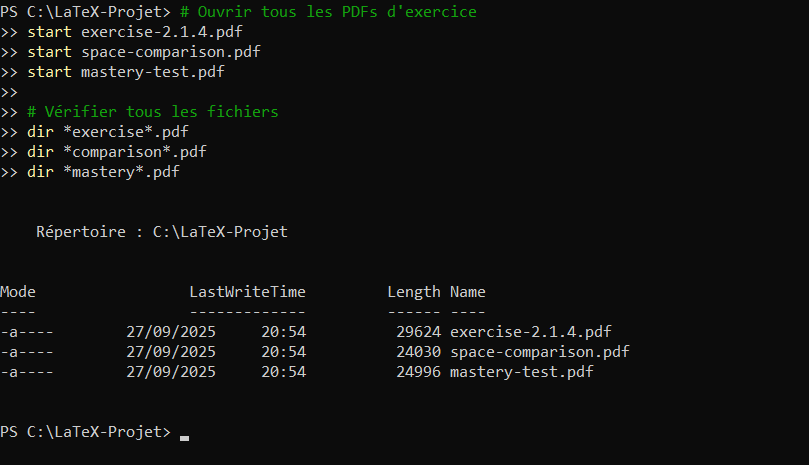 PS C:\LaTeX-Projet> # Ouvrir tous les PDFs d'exercice
>> start exercise-2.1.4.pdf
>> start space-comparison.pdf
>> start mastery-test.pdf
>>
>> # Vérifier tous les fichiers
>> dir *exercise*.pdf
>> dir *comparison*.pdf
>> dir *mastery*.pdf
Répertoire : C:\LaTeX-Projet
Mode                 LastWriteTime         Length Name
----                 -------------         ------ ----
-a----        27/09/2025     20:54          29624 exercise-2.1.4.pdf
-a----        27/09/2025     20:54          24030 space-comparison.pdf
-a----        27/09/2025     20:54          24996 mastery-test.pdf
PS C:\LaTeX-Projet>